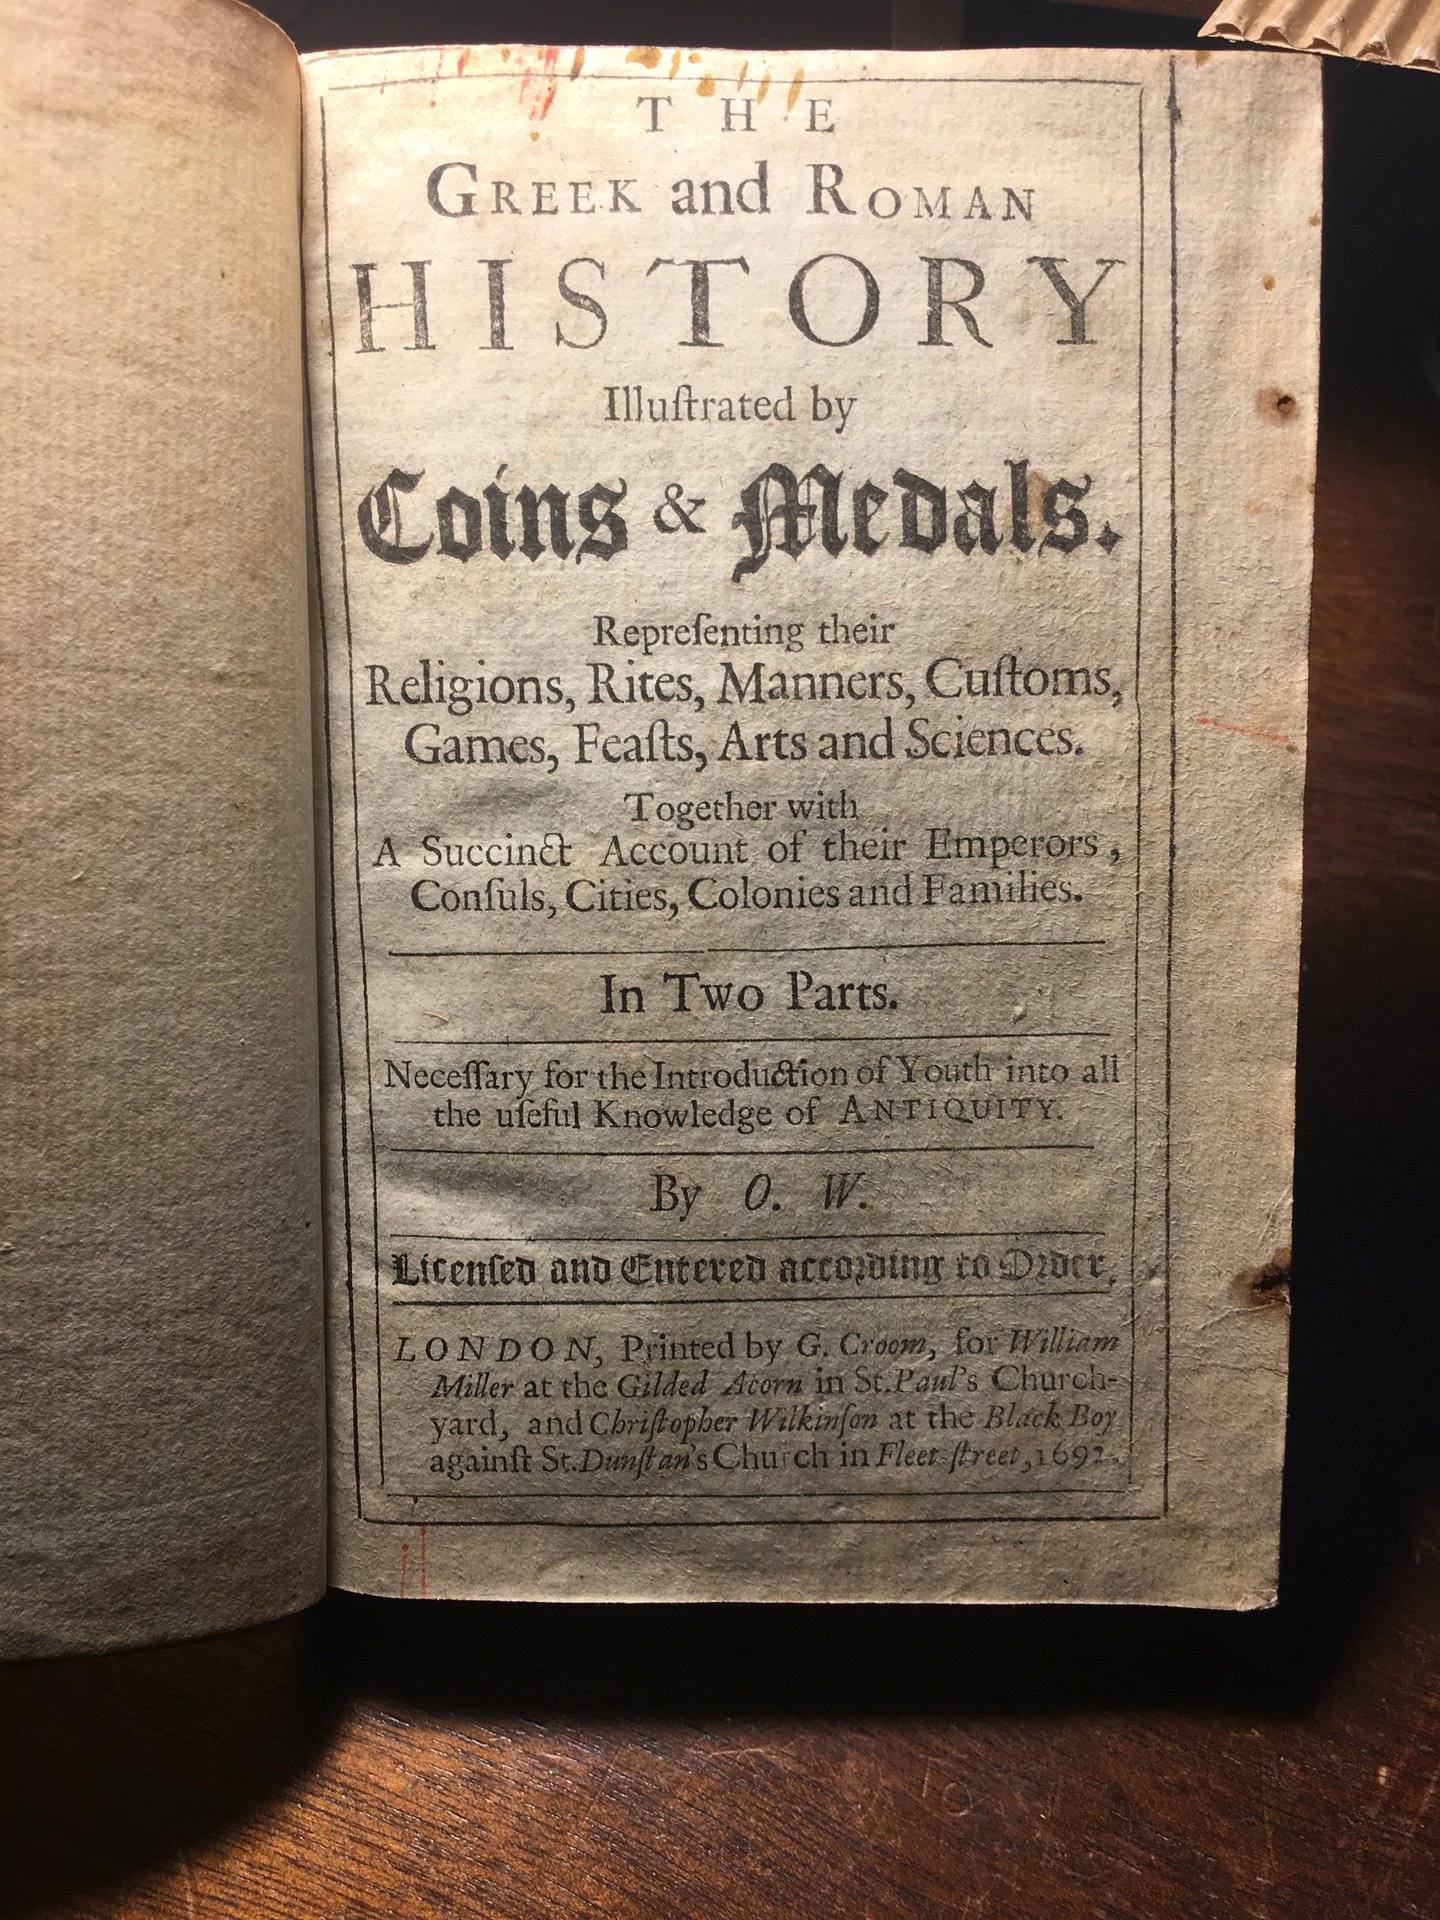 THE
GREEK and ROMAN
HISTORY
Illuſtrated by
Coins & Medals.
Repreſenting their
Religions, Rites, Manners, Cuſtoms,
Games, Feaſts, Arts and Sciences.
Together with
A Succinct Account of their Emperors,
Conſuls, Cities, Colonies and Families.
In Two Parts.
Neceſſary for the Introduction of Youth into all
the uſeful Knowledge of ANTIQUITY.
By O. W.
Licenſed and Entered according to Order.
LONDON, Printed by G. Croom, for William
Miller at the Gilded Acorn in St. Paul's Church-
yard, and Chriſtopher Wilkinſon at the Black Boy
againſt St. Dunſtan's Church in Fleet-ſtreet, 1692.